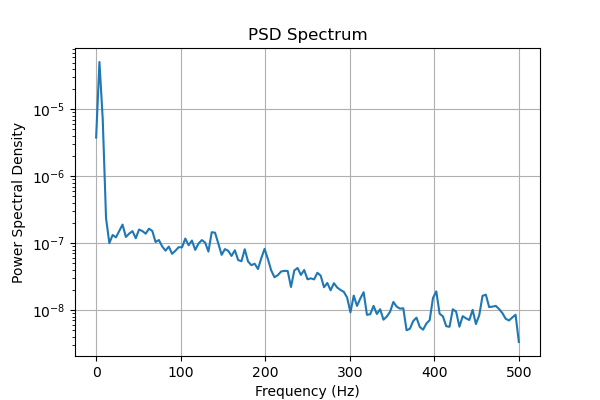 PSD Spectrum
Power Spectral Density
10⁻⁵
10⁻⁶
10⁻⁷
10⁻⁸
0 100 200 300 400 500
Frequency (Hz)